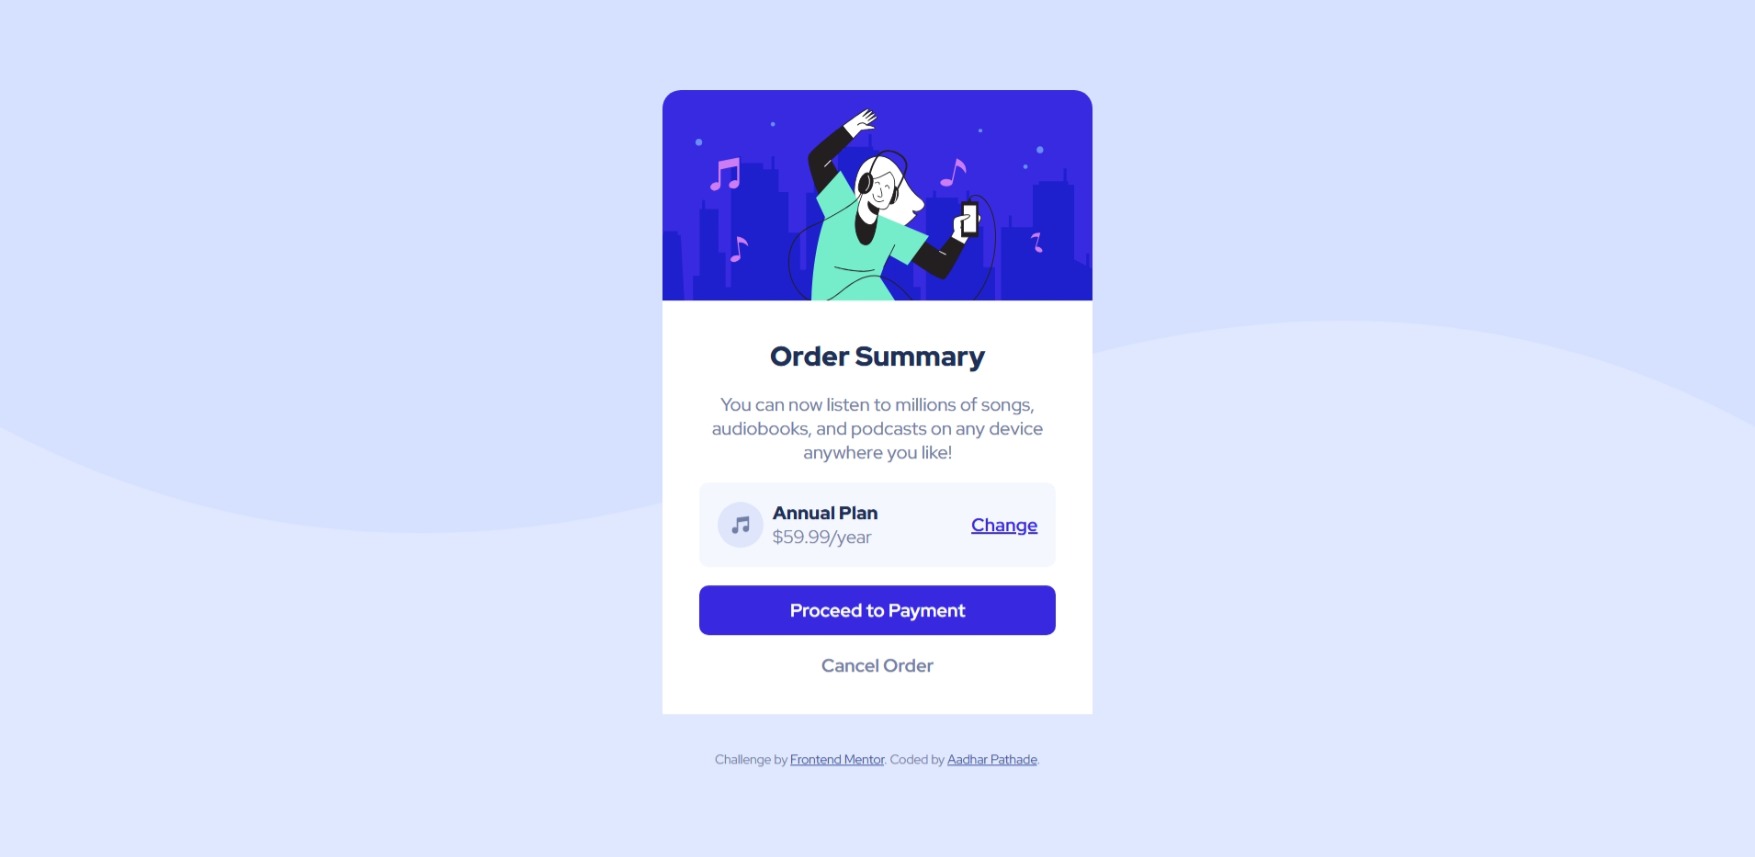 Order Summary
You can now listen to millions of songs,
audiobooks, and podcasts on any device
anywhere you like!
Annual Plan
$59.99/year
Change
Proceed to Payment
Cancel Order
Challenge by Frontend Mentor. Coded by Aadhar Pathade.